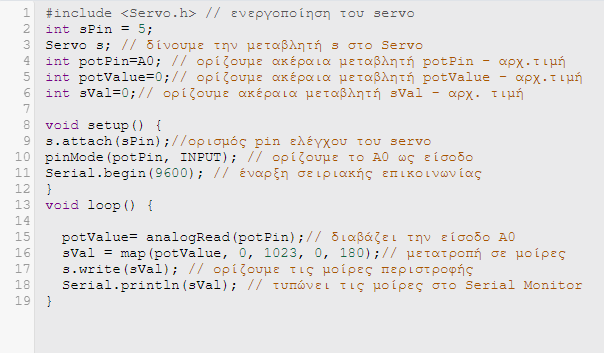 1 #include <Servo.h> // ενεργοποίηση του servo
2 int sPin = 5;
3 Servo s; // δίνουμε την μεταβλητή s στο Servo
4 int potPin=A0; // ορίζουμε ακέραια μεταβλητή potPin - αρχ.τιμή
5 int potValue=0;// ορίζουμε ακέραια μεταβλητή potValue - αρχ.τιμή
6 int sVal=0;// ορίζουμε ακέραια μεταβλητή sVal - αρχ. τιμή
7
8 void setup() {
9 s.attach(sPin);//ορισμός pin ελέγχου του servo
10 pinMode(potPin, INPUT); // ορίζουμε το A0 ως είσοδο
11 Serial.begin(9600); // έναρξη σειριακής επικοινωνίας
12 }
13 void loop() {
14
15 potValue= analogRead(potPin);// διαβάζει την είσοδο A0
16 sVal = map(potValue, 0, 1023, 0, 180);// μετατροπή σε μοίρες
17 s.write(sVal); // ορίζουμε τις μοίρες περιστροφής
18 Serial.println(sVal); // τυπώνει τις μοίρες στο Serial Monitor
19 }